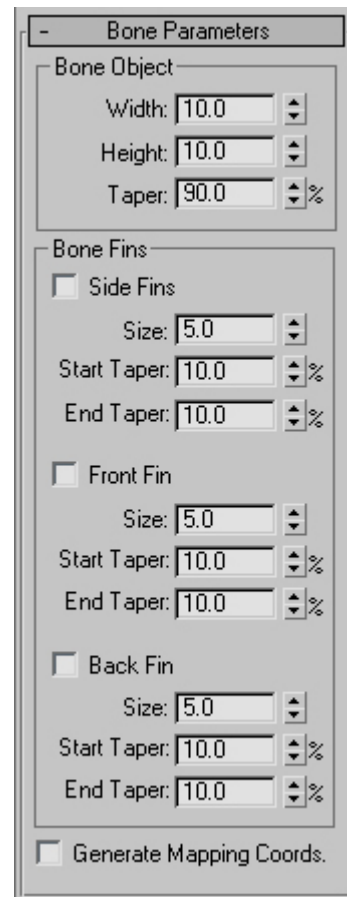 - Bone Parameters
Bone Object
Width: 10.0
Height: 10.0
Taper: 90.0 %
Bone Fins
Side Fins
Size: 5.0
Start Taper: 10.0 %
End Taper: 10.0 %
Front Fin
Size: 5.0
Start Taper: 10.0 %
End Taper: 10.0 %
Back Fin
Size: 5.0
Start Taper: 10.0 %
End Taper: 10.0 %
Generate Mapping Coords.